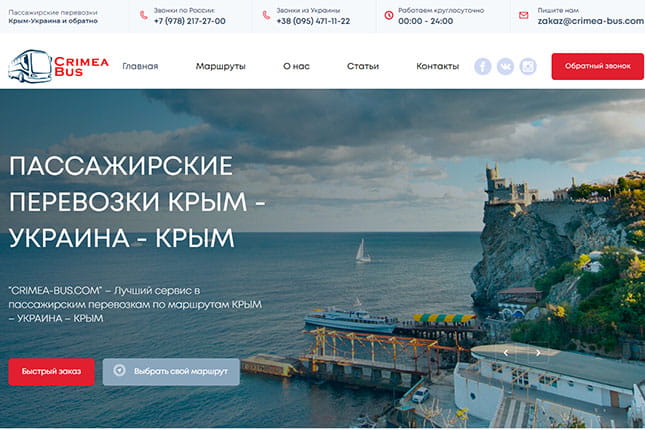 Пассажирские перевозки
Крым-Украина и обратно
Звонки по России:
+7 (978) 217-27-00
Звонки из Украины
+38 (095) 471-11-22
Работаем круглосуточно
00:00 - 24:00
Пишите нам
zakaz@crimea-bus.com
CRIMEA
BUS
Главная
Маршруты
О нас
Статьи
Контакты
Обратный звонок
ПАССАЖИРСКИЕ
ПЕРЕВОЗКИ КРЫМ -
УКРАИНА - КРЫМ
"CRIMEA-BUS.COM" – Лучший сервис в
пассажирским перевозкам по маршрутам КРЫМ
– УКРАИНА – КРЫМ
Быстрый заказ
Выбрать свой маршрут